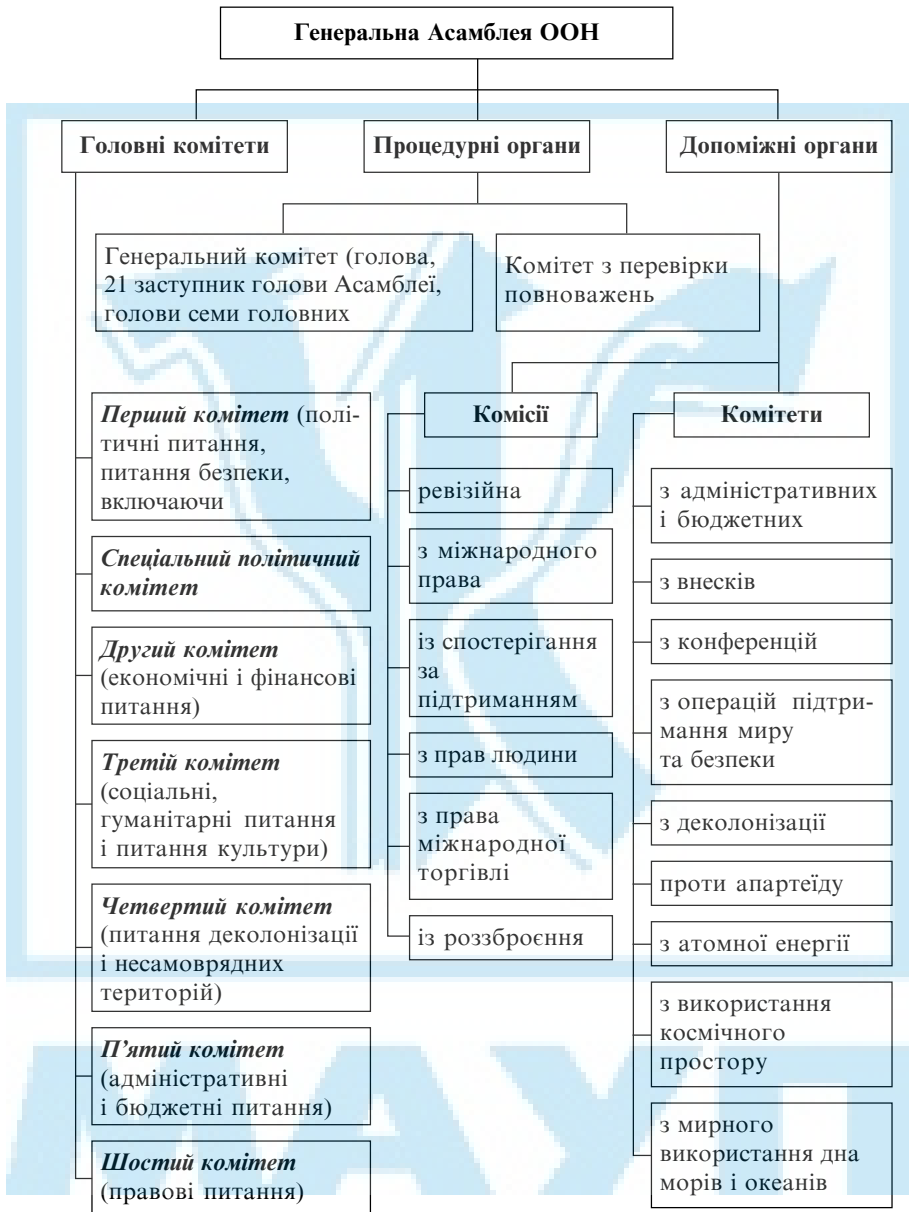 Генеральна Асамблея ООН
Головні комітети
Процедурні органи
Допоміжні органи
Генеральний комітет (голова,
21 заступник голови Асамблеї,
голови семи головних
Комітет з перевірки
повноважень
Перший комітет (полі-
тичні питання,
питання безпеки,
включаючи
Спеціальний політичний
комітет
Другий комітет
(економічні і фінансові
питання)
Третій комітет
(соціальні,
гуманітарні питання
і питання культури)
Четвертий комітет
(питання деколонізації
і несамоврядних
територій)
П’ятий комітет
(адміністративні
і бюджетні питання)
Шостий комітет
(правові питання)
Комісії
ревізійна
з міжнародного
права
із спостерігання
за
підтриманням
з прав людини
з права
міжнародної
торгівлі
із роззброєння
Комітети
з адміністративних
і бюджетних
з внесків
з конференцій
з операцій підтри-
мання миру
та безпеки
з деколонізації
проти апартеїду
з атомної енергії
з використання
космічного
простору
з мирного
використання дна
морів і океанів
МАУП